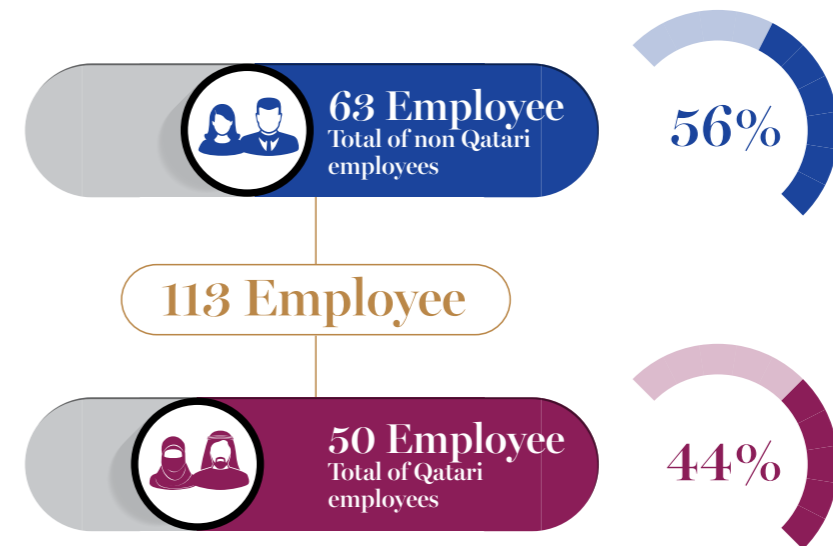 63 Employee
Total of non Qatari
employees
56%
113 Employee
50 Employee
Total of Qatari
employees
44%